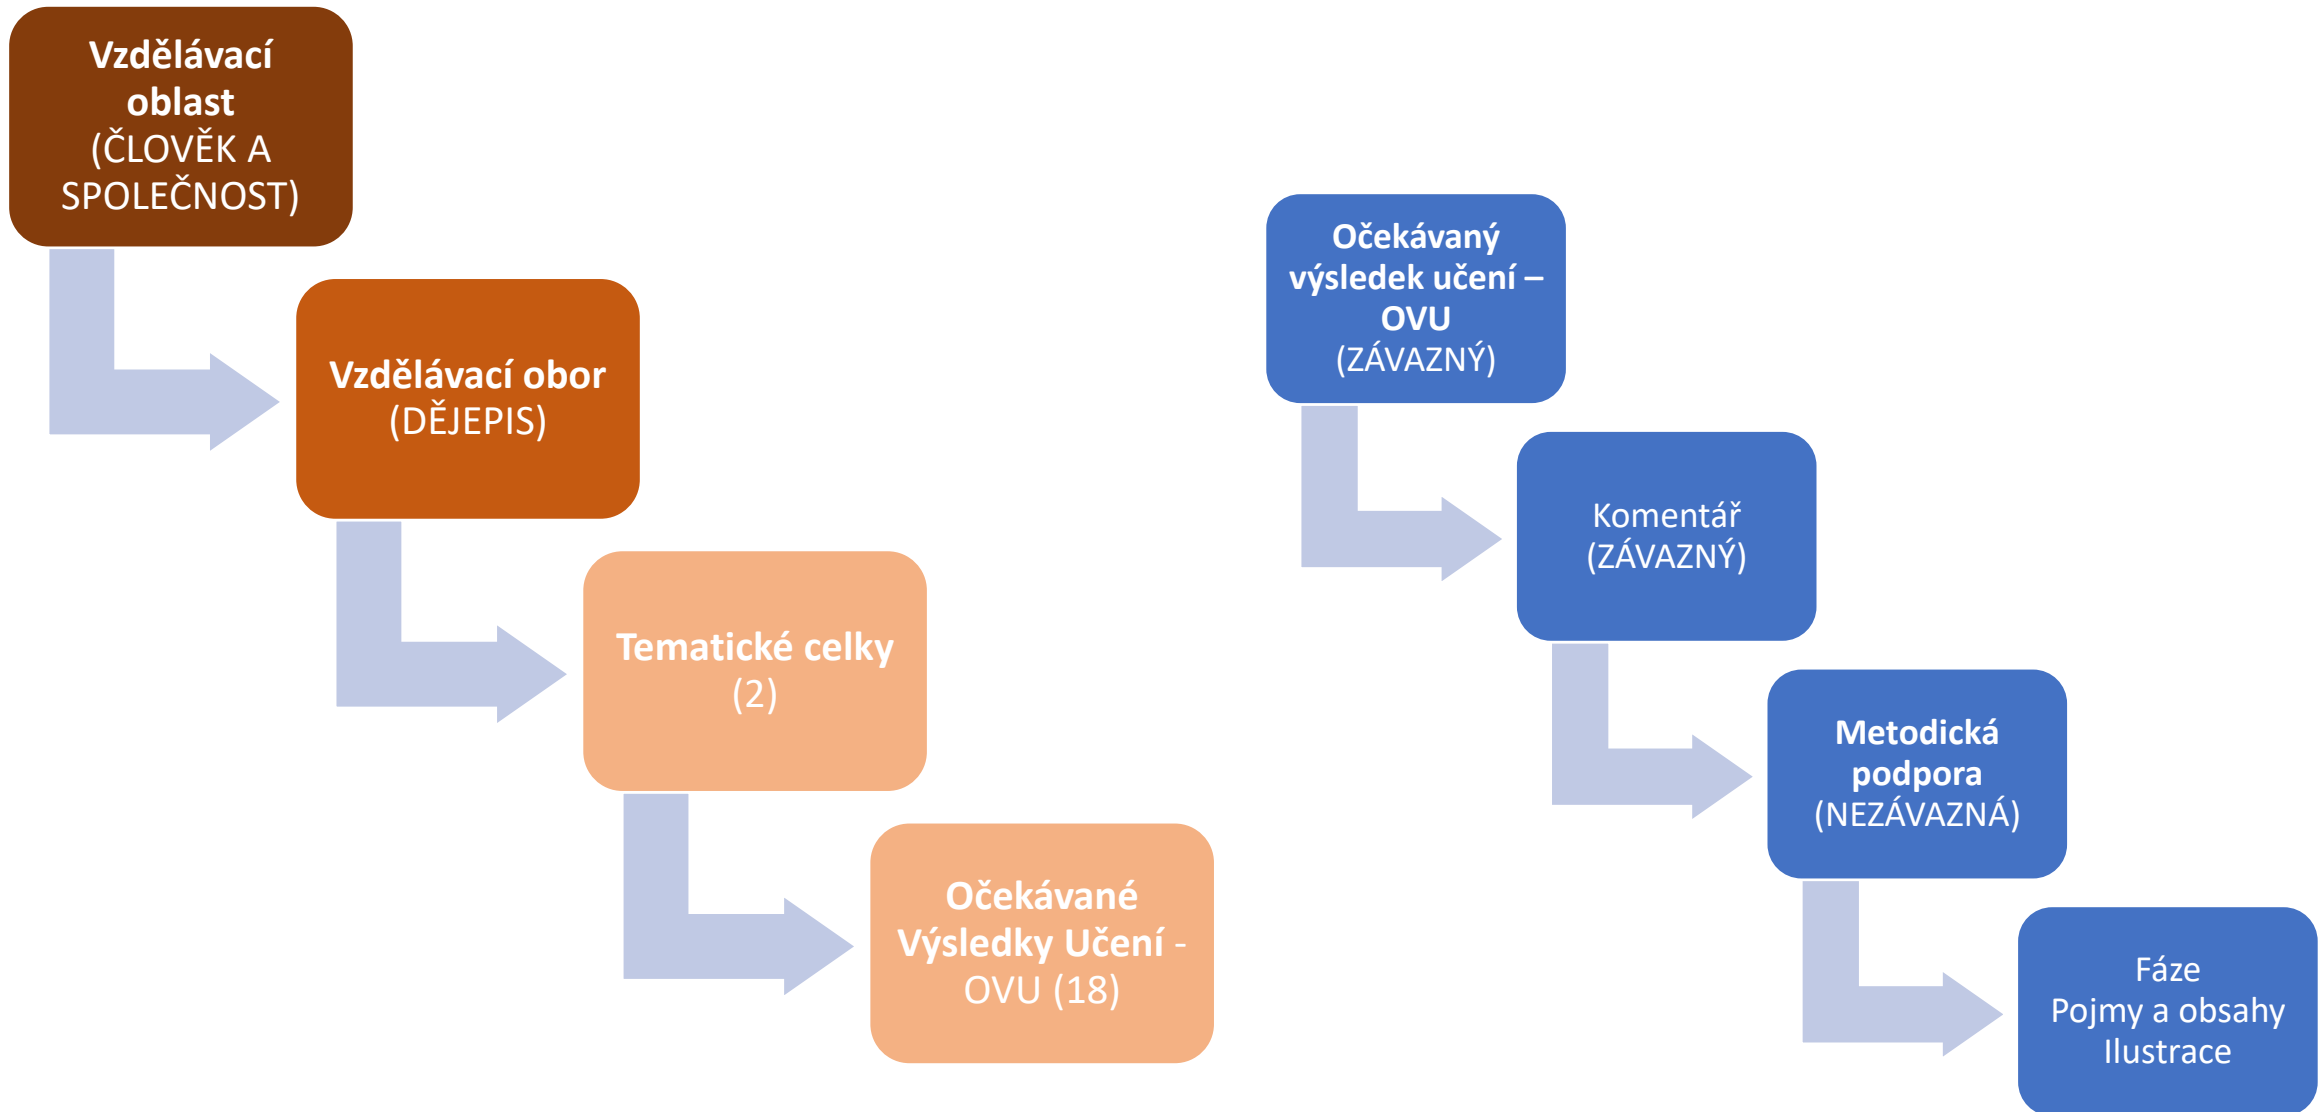 Vzdělávací
oblast
(ČLOVĚK A
SPOLEČNOST)
Vzdělávací obor
(DĚJEPIS)
Tematické celky
(2)
Očekávané
Výsledky Učení -
OVU (18)
Očekávaný
výsledek učení –
OVU
(ZÁVAZNÝ)
Komentář
(ZÁVAZNÝ)
Metodická
podpora
(NEZÁVAZNÁ)
Fáze
Pojmy a obsahy
Ilustrace